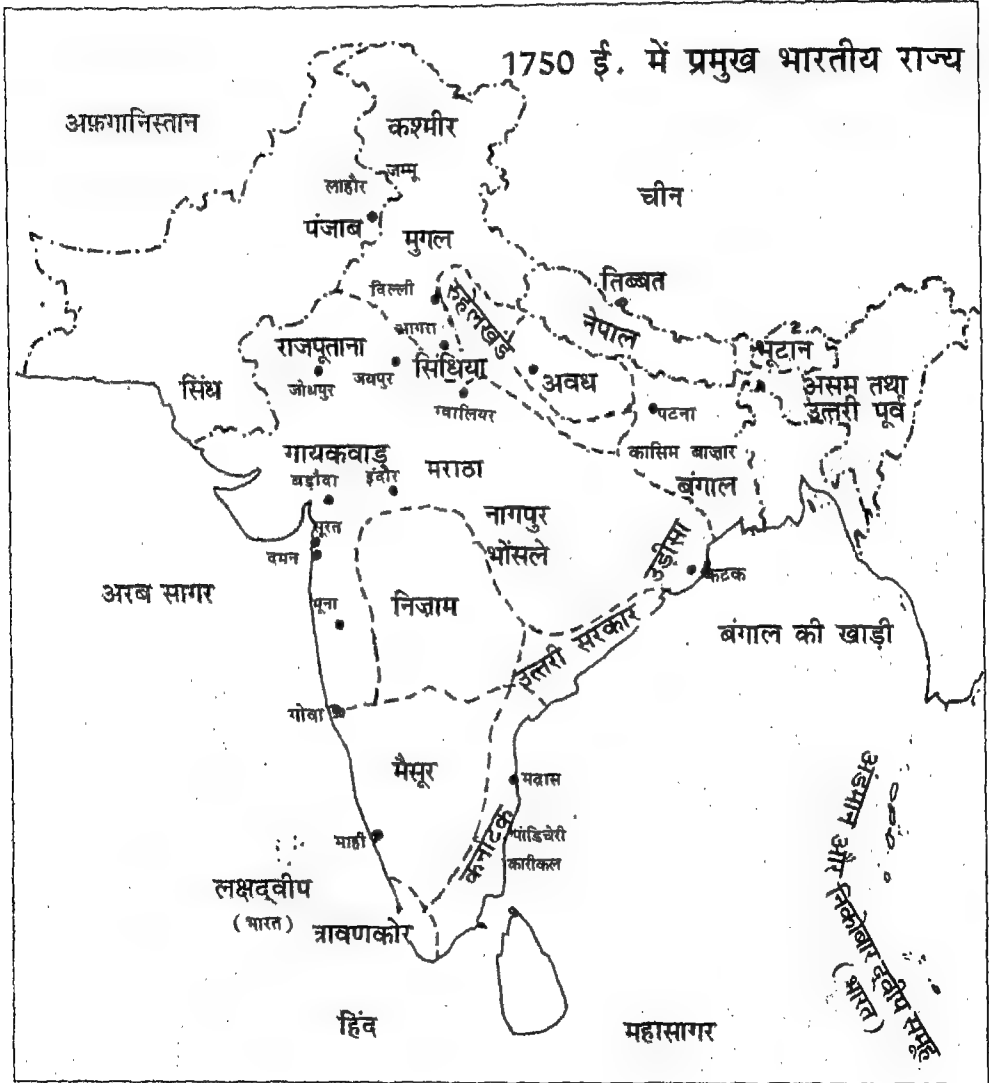 1750 ई. में प्रमुख भारतीय राज्य
अफ़गानिस्तान
कश्मीर
जम्मू
लाहौर
चीन
पंजाब
मुगल
तिब्बत
दिल्ली
रुहेलखंड
नेपाल
आगरा
राजपूताना
भूटान
सिंधिया
जयपुर
जोधपुर
सिंध
अवध
असम तथा
उत्तरी पूर्व
ग्वालियर
पटना
गायकवाड़
मराठा
कासिम बाज़ार
बड़ौदा
इंदौर
बंगाल
नागपुर
भोंसले
सूरत
दमन
उड़ीसा
कटक
अरब सागर
पूना
निज़ाम
उत्तरी सरकार
बंगाल की खाड़ी
गोवा
मैसूर
मद्रास
अंडमान और निकोबार द्वीप समूह
(भारत)
माही
कर्नाटक
पांडिचेरी
कारीकल
लक्षद्वीप
(भारत)
त्रावणकोर
हिंद
महासागर